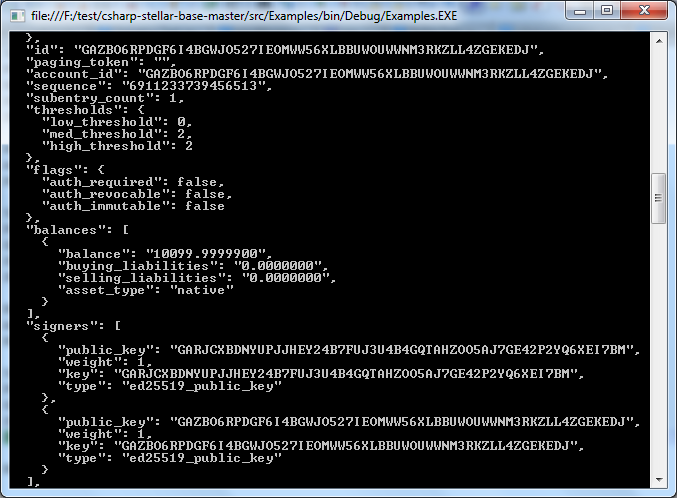 file:///F:/test/csharp-stellar-base-master/src/Examples/bin/Debug/Examples.EXE
},
"id": "GAZBO6RPDGF6I4BGWJO527IEOMWW56XLBBUWOUWWNM3RKZLL4ZGEKEDJ",
"paging_token": "",
"account_id": "GAZBO6RPDGF6I4BGWJO527IEOMWW56XLBBUWOUWWNM3RKZLL4ZGEKEDJ",
"sequence": "6911233739456513",
"subentry_count": 1,
"thresholds": {
"low_threshold": 0,
"med_threshold": 2,
"high_threshold": 2
},
"flags": {
"auth_required": false,
"auth_revocable": false,
"auth_immutable": false
},
"balances": [
{
"balance": "10099.9999900",
"buying_liabilities": "0.0000000",
"selling_liabilities": "0.0000000",
"asset_type": "native"
}
],
"signers": [
{
"public_key": "GARJCXBDNYUPJJHEY24B7FUJ3U4B4GQTAHZOO5AJ7GE42P2YQ6XEI7BM",
"weight": 1,
"key": "GARJCXBDNYUPJJHEY24B7FUJ3U4B4GQTAHZOO5AJ7GE42P2YQ6XEI7BM",
"type": "ed25519_public_key"
},
{
"public_key": "GAZBO6RPDGF6I4BGWJO527IEOMWW56XLBBUWOUWWNM3RKZLL4ZGEKEDJ",
"weight": 1,
"key": "GAZBO6RPDGF6I4BGWJO527IEOMWW56XLBBUWOUWWNM3RKZLL4ZGEKEDJ",
"type": "ed25519_public_key"
}
],